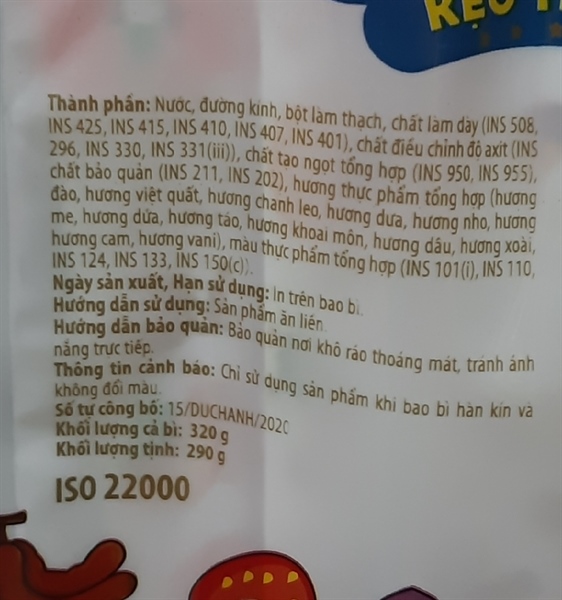 KẸO
Thành phần: Nước, đường kính, bột làm thạch, chất làm dày (INS 508,
INS 425, INS 415, INS 410, INS 407, INS 401), chất điều chỉnh độ axit (INS
296, INS 330, INS 331(iii)), chất tạo ngọt tổng hợp (INS 950, INS 955),
chất bảo quản (INS 211, INS 202), hương thực phẩm tổng hợp (hương
đào, hương việt quất, hương chanh leo, hương dưa, hương nho, hương
me, hương dứa, hương táo, hương khoai môn, hương dâu, hương xoài,
hương cam, hương vani), màu thực phẩm tổng hợp (INS 101(i), INS 110,
INS 124, INS 133, INS 150(c)).
Ngày sản xuất, Hạn sử dụng: In trên bao bì.
Hướng dẫn sử dụng: Sản phẩm ăn liền.
Hướng dẫn bảo quản: Bảo quản nơi khô ráo thoáng mát, tránh ánh
nắng trực tiếp.
Thông tin cảnh báo: Chỉ sử dụng sản phẩm khi bao bì hàn kín và
không đổi màu.
Số tự công bố: 15/DUCHANH/2020
Khối lượng cả bì: 320 g
Khối lượng tịnh: 290 g
ISO 22000